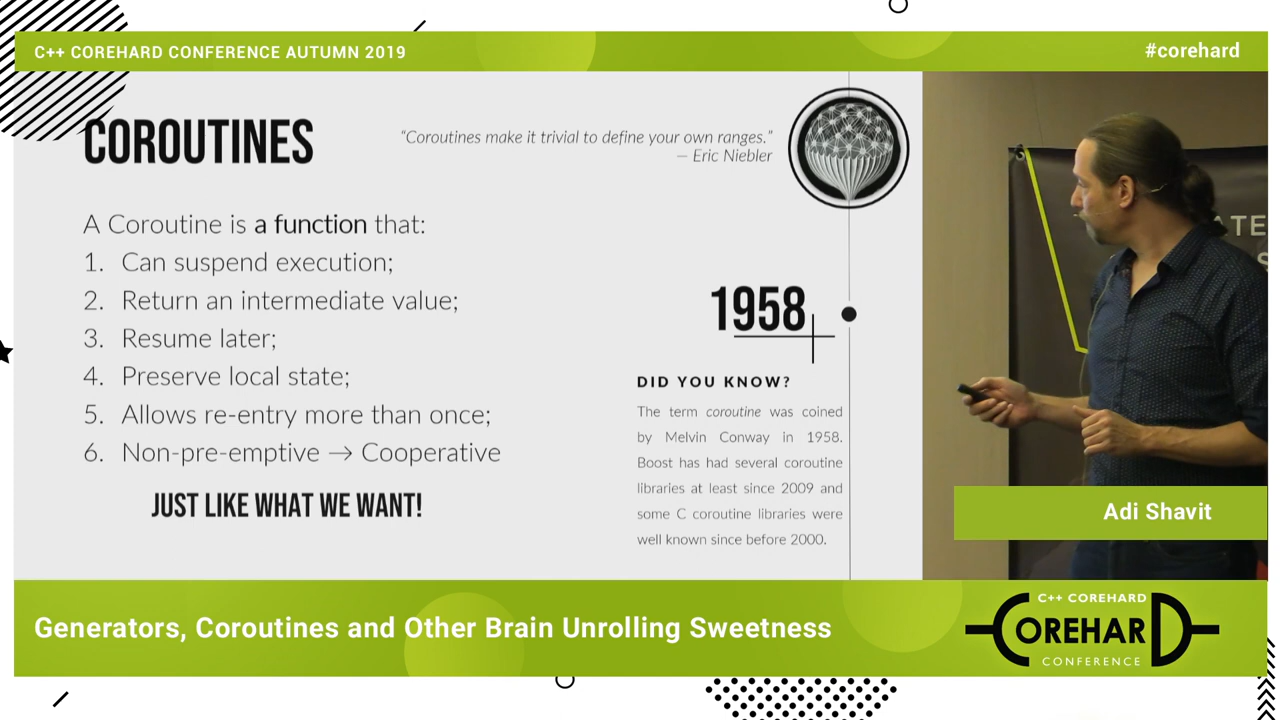 C++ COREHARD CONFERENCE AUTUMN 2019
#corehard
COROUTINES
“Coroutines make it trivial to define your own ranges.”
— Eric Niebler
A Coroutine is a function that:
1. Can suspend execution;
2. Return an intermediate value;
3. Resume later;
4. Preserve local state;
5. Allows re-entry more than once;
6. Non-pre-emptive → Cooperative
JUST LIKE WHAT WE WANT!
1958
DID YOU KNOW?
The term coroutine was coined
by Melvin Conway in 1958.
Boost has had several coroutine
libraries at least since 2009 and
some C coroutine libraries were
well known since before 2000.
ATE
Adi Shavit
Generators, Coroutines and Other Brain Unrolling Sweetness
C++ COREHARD
COREHARD
CONFERENCE